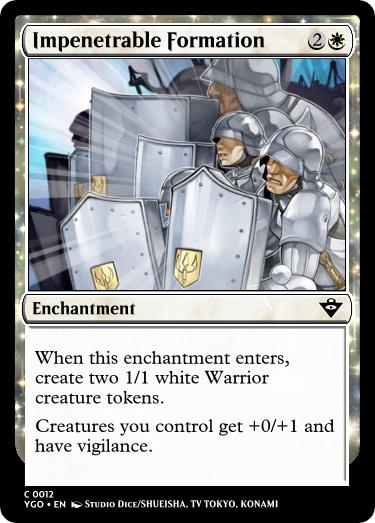 Impenetrable Formation 2
Enchantment
When this enchantment enters,
create two 1/1 white Warrior
creature tokens.
Creatures you control get +0/+1 and
have vigilance.
C 0012
YGO • EN Studio Dice/SHUEISHA, TV TOKYO, KONAMI